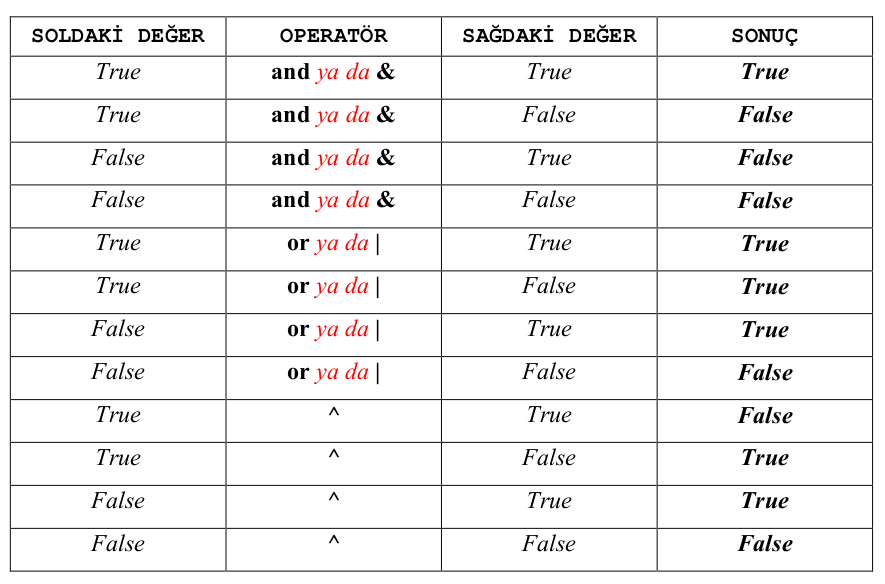 SOLDAKİ DEĞER OPERATÖR SAĞDAKİ DEĞER SONUÇ
True and ya da & True True
True and ya da & False False
False and ya da & True False
False and ya da & False False
True or ya da | True True
True or ya da | False True
False or ya da | True True
False or ya da | False False
True ^ True False
True ^ False True
False ^ True True
False ^ False False